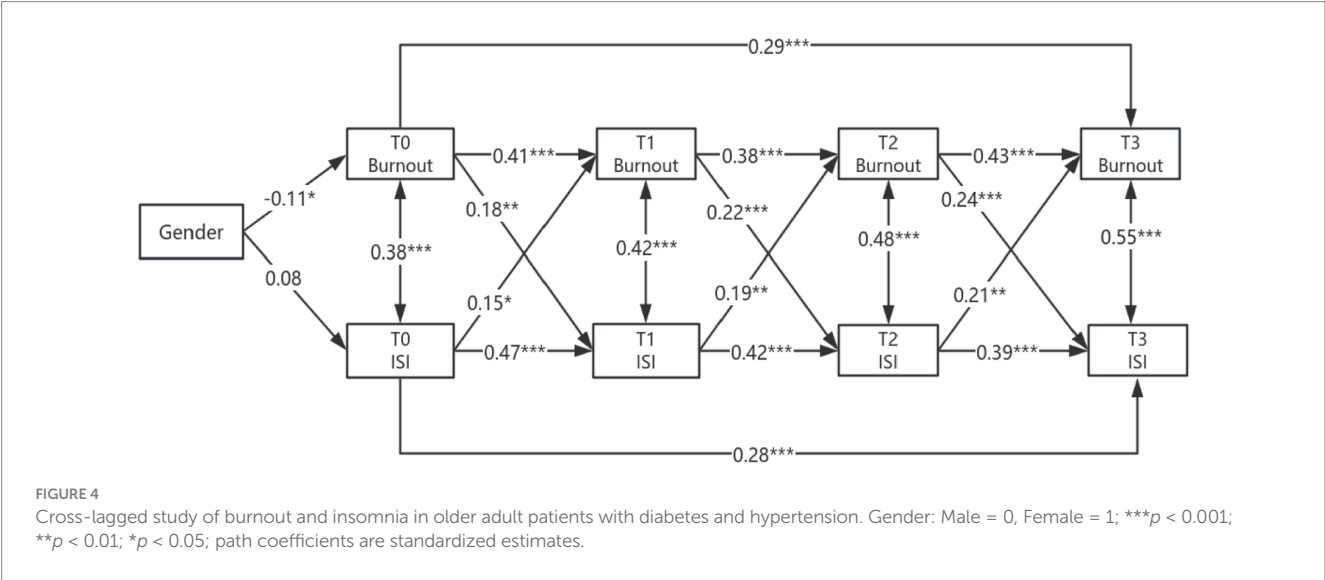 0.29***
T0
Burnout
T1
Burnout
T2
Burnout
T3
Burnout
0.41***
0.38***
0.43***
-0.11*
0.18**
0.22***
0.24***
Gender
0.38***
0.42***
0.48***
0.55***
0.08
0.15*
0.19**
0.21**
T0
ISI
T1
ISI
T2
ISI
T3
ISI
0.47***
0.42***
0.39***
0.28***
FIGURE 4
Cross-lagged study of burnout and insomnia in older adult patients with diabetes and hypertension. Gender: Male = 0, Female = 1; ***p < 0.001;
**p < 0.01; *p < 0.05; path coefficients are standardized estimates.